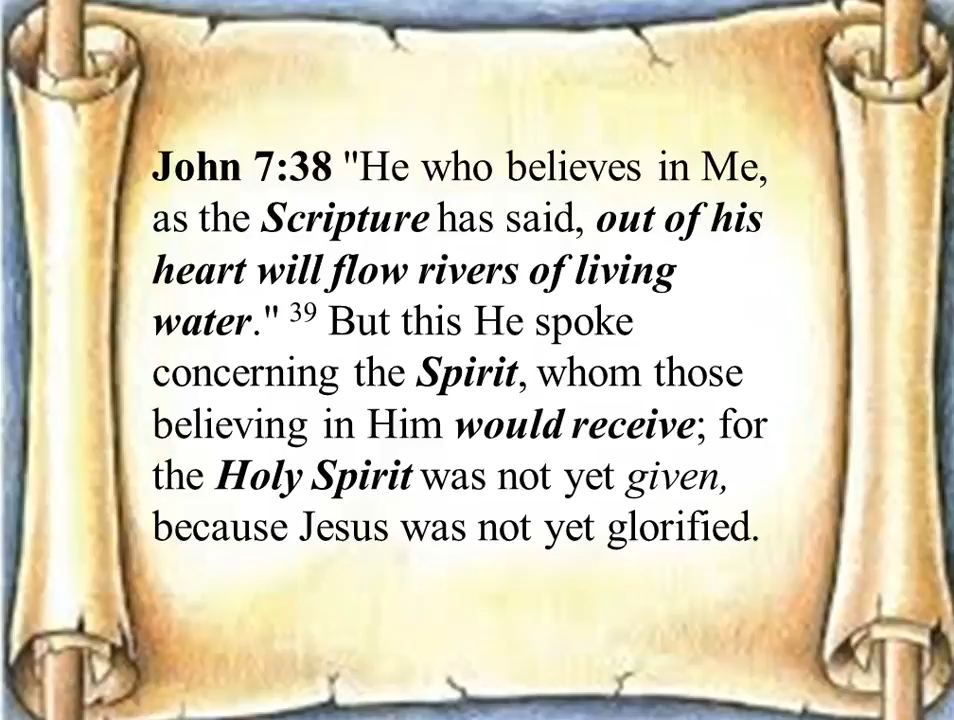 John 7:38 "He who believes in Me,
as the Scripture has said, out of his
heart will flow rivers of living
water." 39 But this He spoke
concerning the Spirit, whom those
believing in Him would receive; for
the Holy Spirit was not yet given,
because Jesus was not yet glorified.